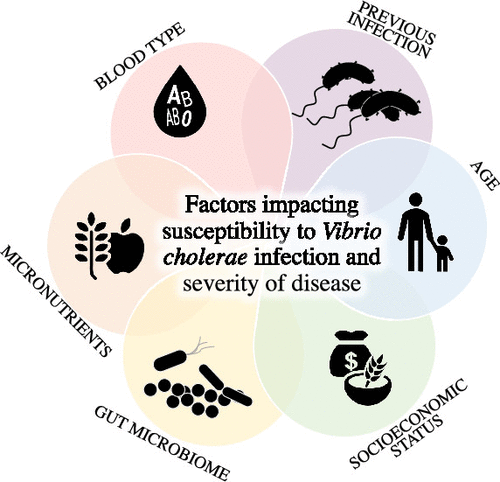 BLOOD TYPE
PREVIOUS
INFECTION
AB
ABO
AGE
Factors impacting
susceptibility to Vibrio
cholerae infection and
severity of disease
MICRONUTRIENTS
$
GUT MICROBIOME
SOCIOECONOMIC
STATUS